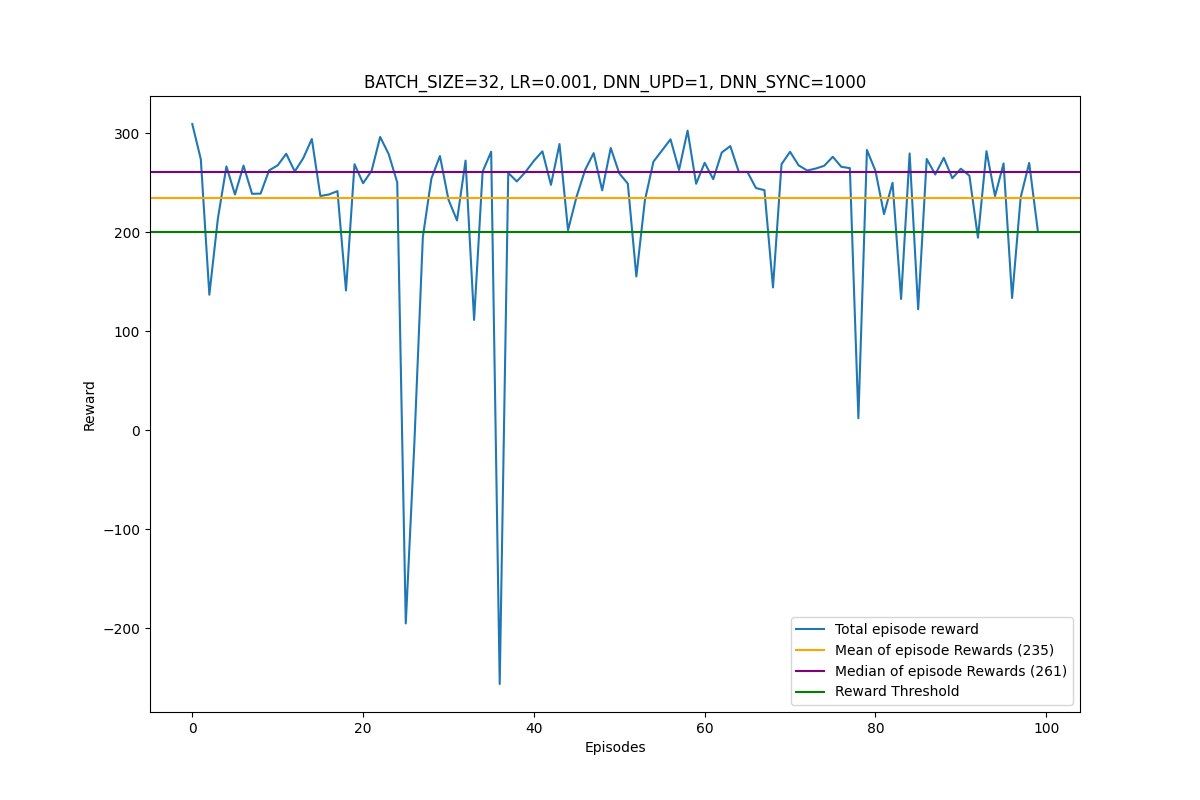 BATCH_SIZE=32, LR=0.001, DNN_UPD=1, DNN_SYNC=1000
300
200
100
0
−100
−200
Reward
0
20
40
60
80
100
Episodes
Total episode reward
Mean of episode Rewards (235)
Median of episode Rewards (261)
Reward Threshold